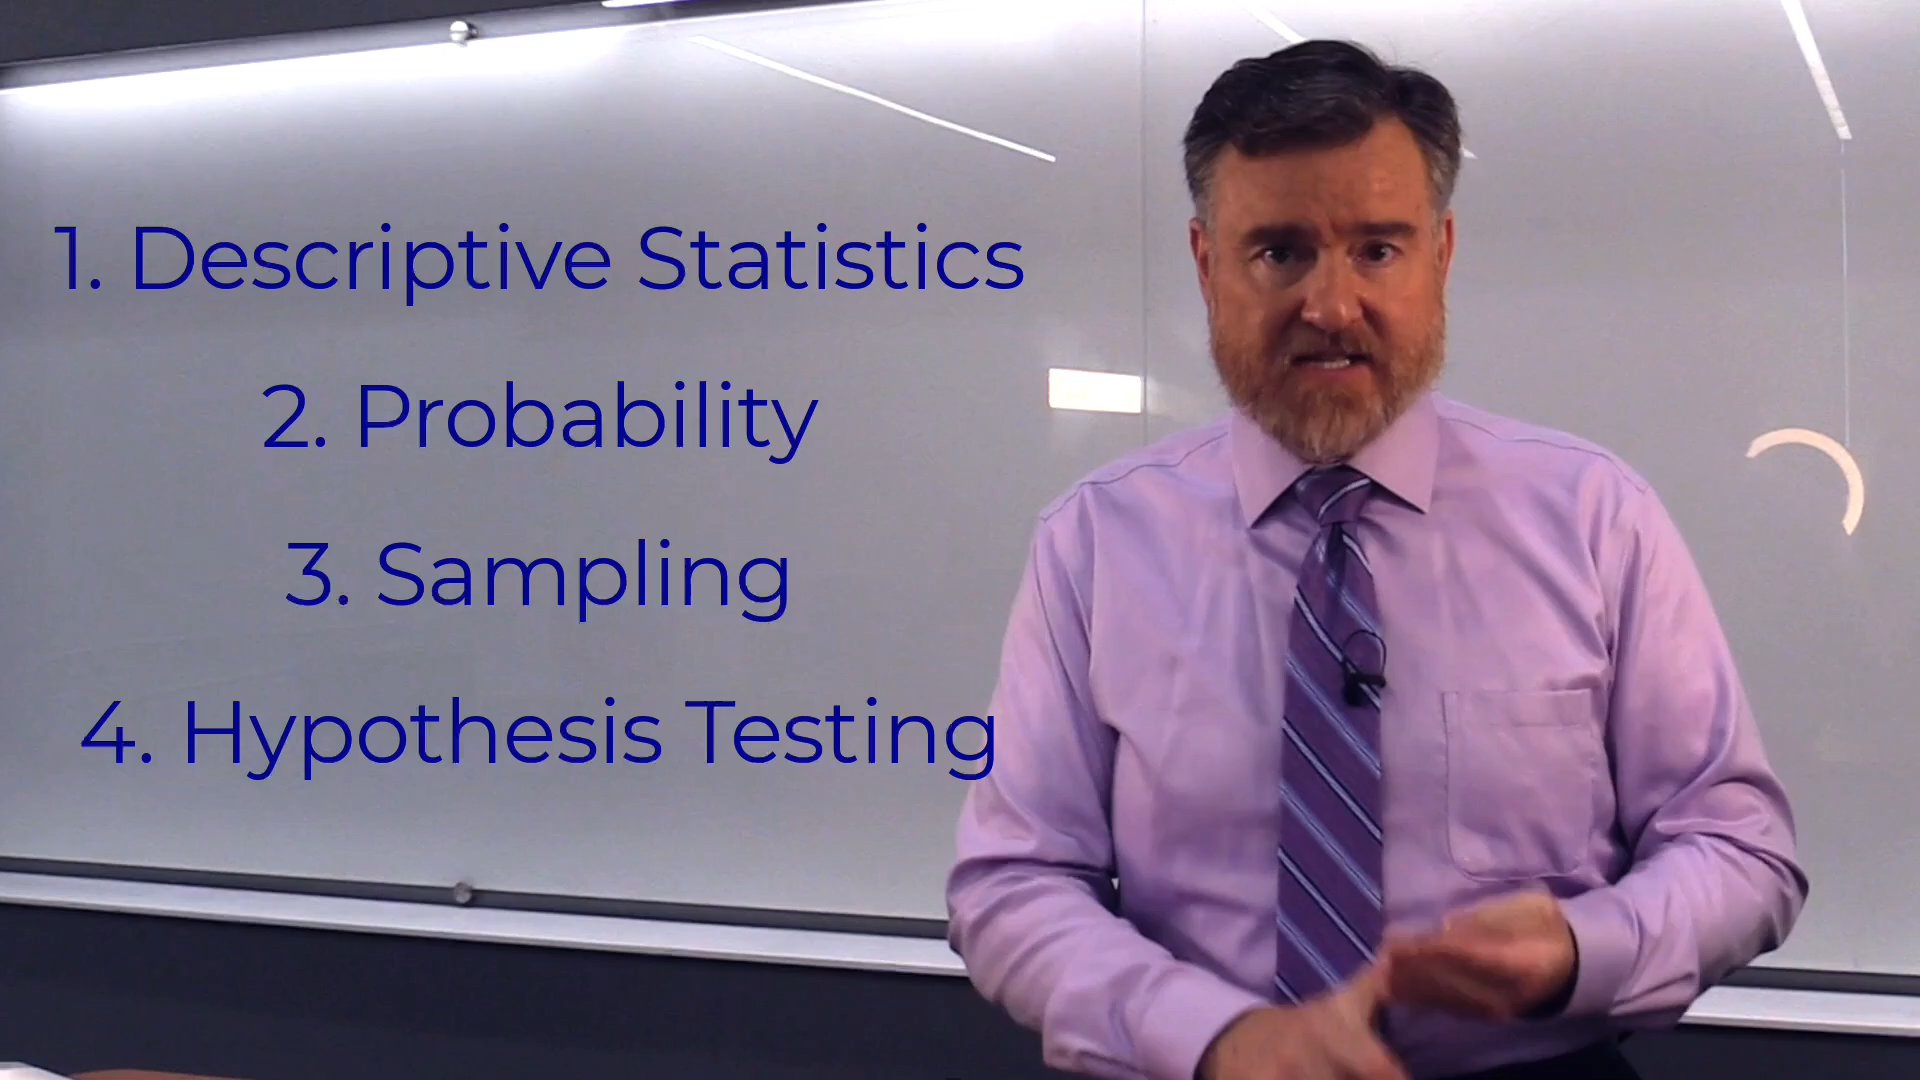 1. Descriptive Statistics
2. Probability
3. Sampling
4. Hypothesis Testing